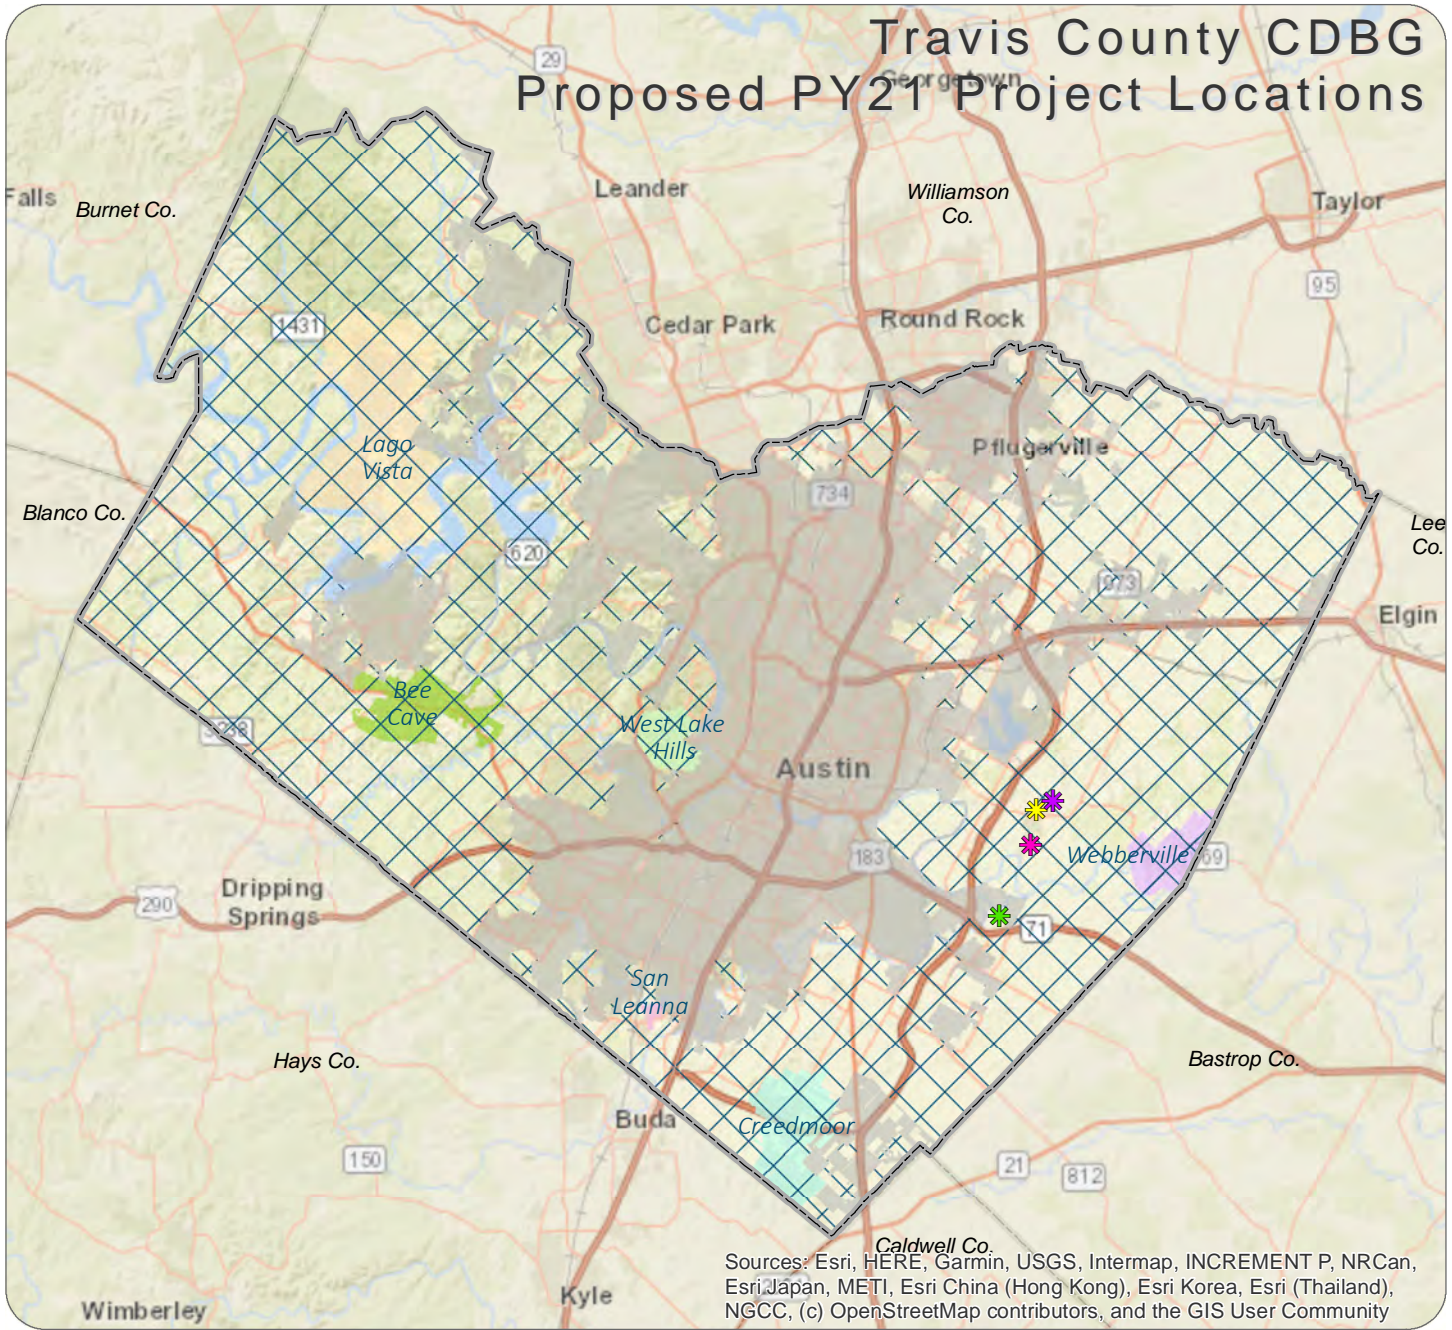 Travis County CDBG
Proposed PY21 Project Locations
29
Georgetown
Falls
Burnet Co.
Leander
Williamson
Co.
Taylor
95
1431
Cedar Park
Round Rock
Lago
Vista
Pflugerville
734
Blanco Co.
Lee
Co.
620
973
Elgin
Bee
Cave
West Lake
Hills
Austin
183
Webberville
Dripping
Springs
290
71
San
Leanna
Hays Co.
Bastrop Co.
Buda
Creedmoor
150
21
812
Caldwell Co.
Sources: Esri, HERE, Garmin, USGS, Intermap, INCREMENT P, NRCan,
Esri Japan, METI, Esri China (Hong Kong), Esri Korea, Esri (Thailand),
NGCC, (c) OpenStreetMap contributors, and the GIS User Community
Kyle
Wimberley